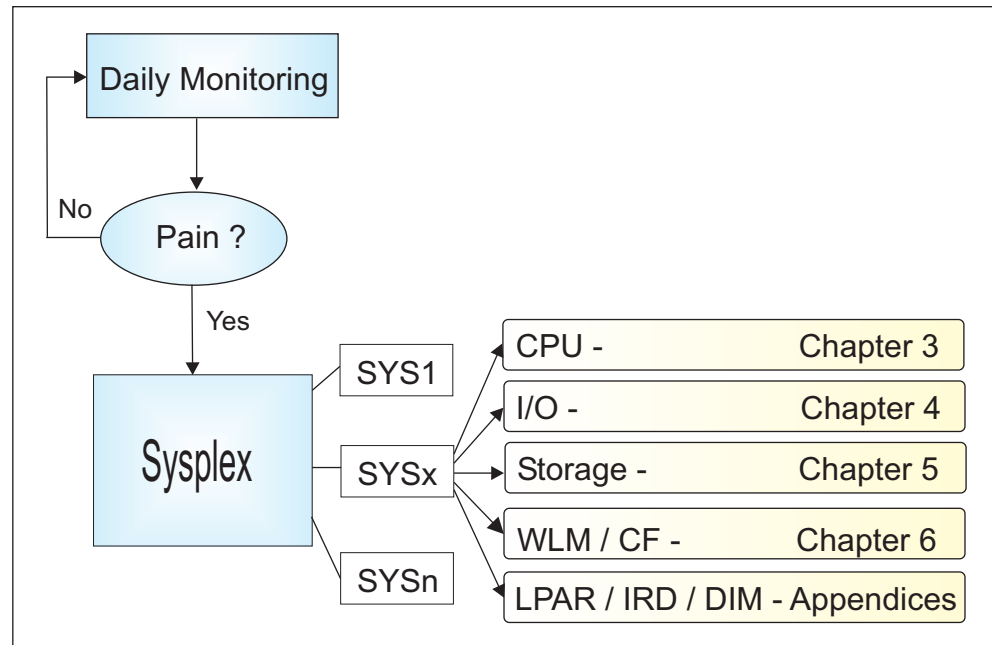 Daily Monitoring
No
Pain ?
Yes
Sysplex
SYS1
SYSx
SYSn
CPU - Chapter 3
I/O - Chapter 4
Storage - Chapter 5
WLM / CF - Chapter 6
LPAR / IRD / DIM - Appendices